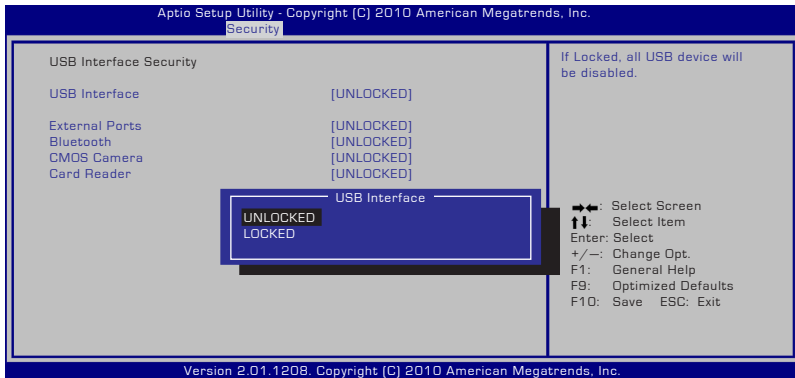 Aptio Setup Utility - Copyright (C) 2010 American Megatrends, Inc.
Security
USB Interface Security
USB Interface [UNLOCKED]
External Ports [UNLOCKED]
Bluetooth [UNLOCKED]
CMOS Camera [UNLOCKED]
Card Reader [UNLOCKED]
USB Interface
UNLOCKED
LOCKED
If Locked, all USB device will
be disabled.
→←: Select Screen
↑↓: Select Item
Enter: Select
+/—: Change Opt.
F1: General Help
F9: Optimized Defaults
F10: Save ESC: Exit
Version 2.01.1208. Copyright (C) 2010 American Megatrends, Inc.